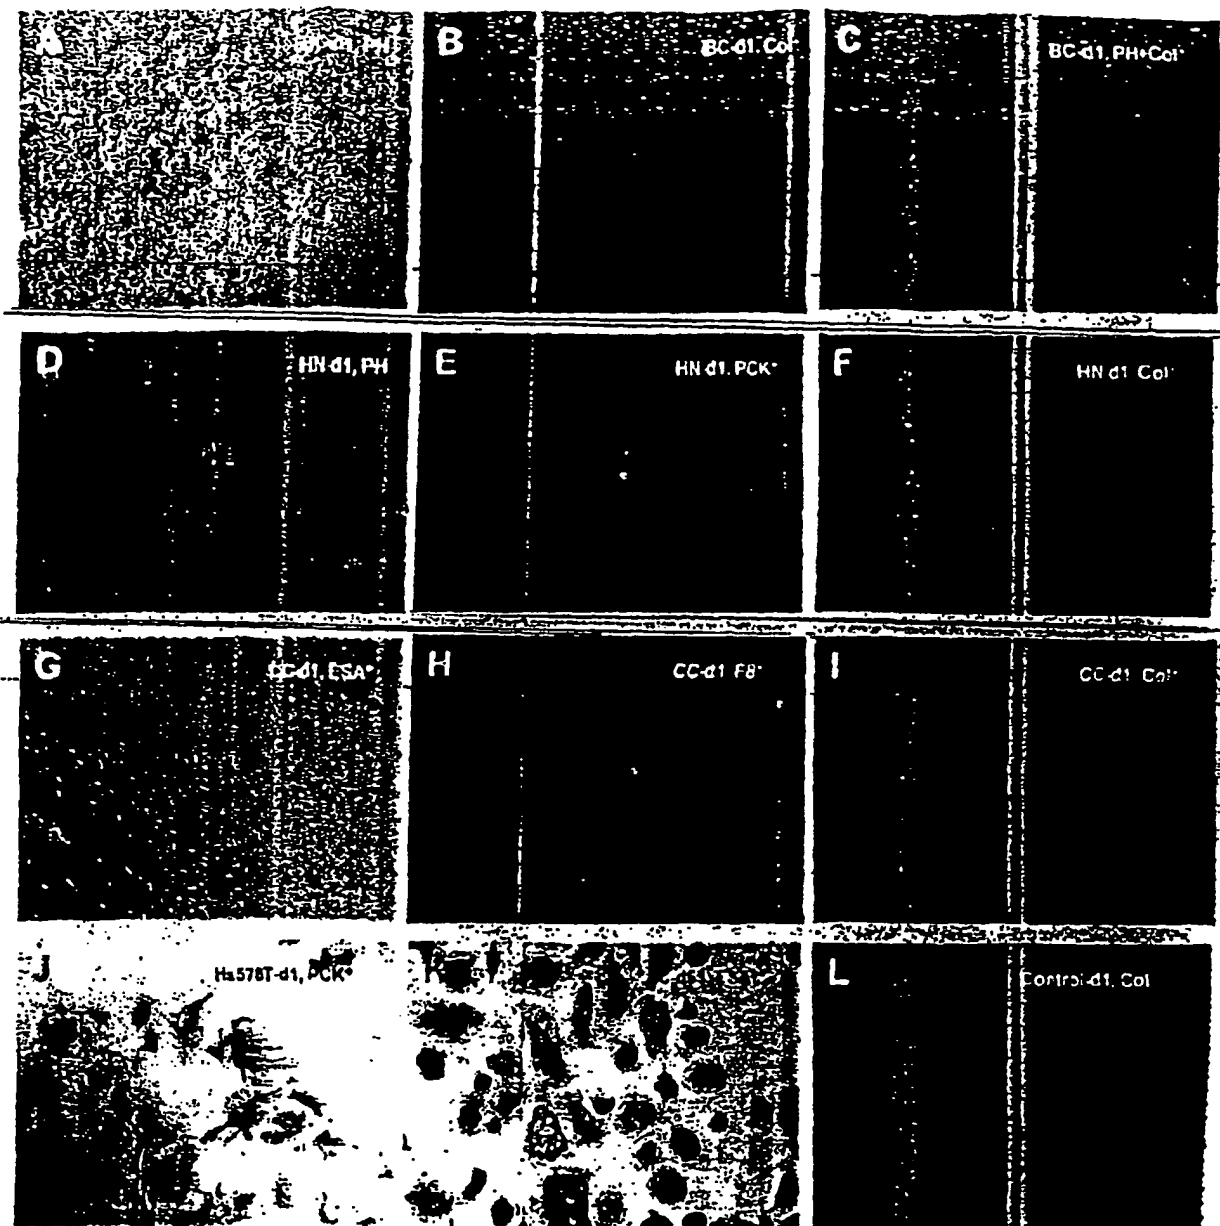 A
B BC-d1, Col
C BC-d1, PH+Col+
D HN-d1, PH
E HN-d1, PCK+
F HN-d1, Col+
G CC-d1, ESA+
H CC-d1, F8+
I CC-d1, Col+
J Hs578T-d1, PCK+
K
L Control-d1, Col